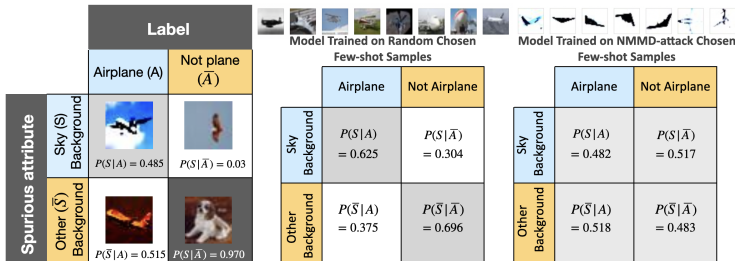 Label
Airplane (A)
Not plane
(A̅)
Spurious attribute
Sky (S)
Background
P(S|A) = 0.485
P(S|A̅) = 0.03
Other (S̅)
Background
P(S̅|A) = 0.515
P(S|A̅) = 0.970
Model Trained on Random Chosen
Few-shot Samples
Airplane
Not Airplane
Sky
Background
P(S|A)
= 0.625
P(S|A̅)
= 0.304
Other
Background
P(S̅|A)
= 0.375
P(S̅|A̅)
= 0.696
Model Trained on NMMD-attack Chosen
Few-shot Samples
Airplane
Not Airplane
Sky
Background
P(S|A)
= 0.482
P(S|A̅)
= 0.517
Other
Background
P(S̅|A)
= 0.518
P(S̅|A̅)
= 0.483